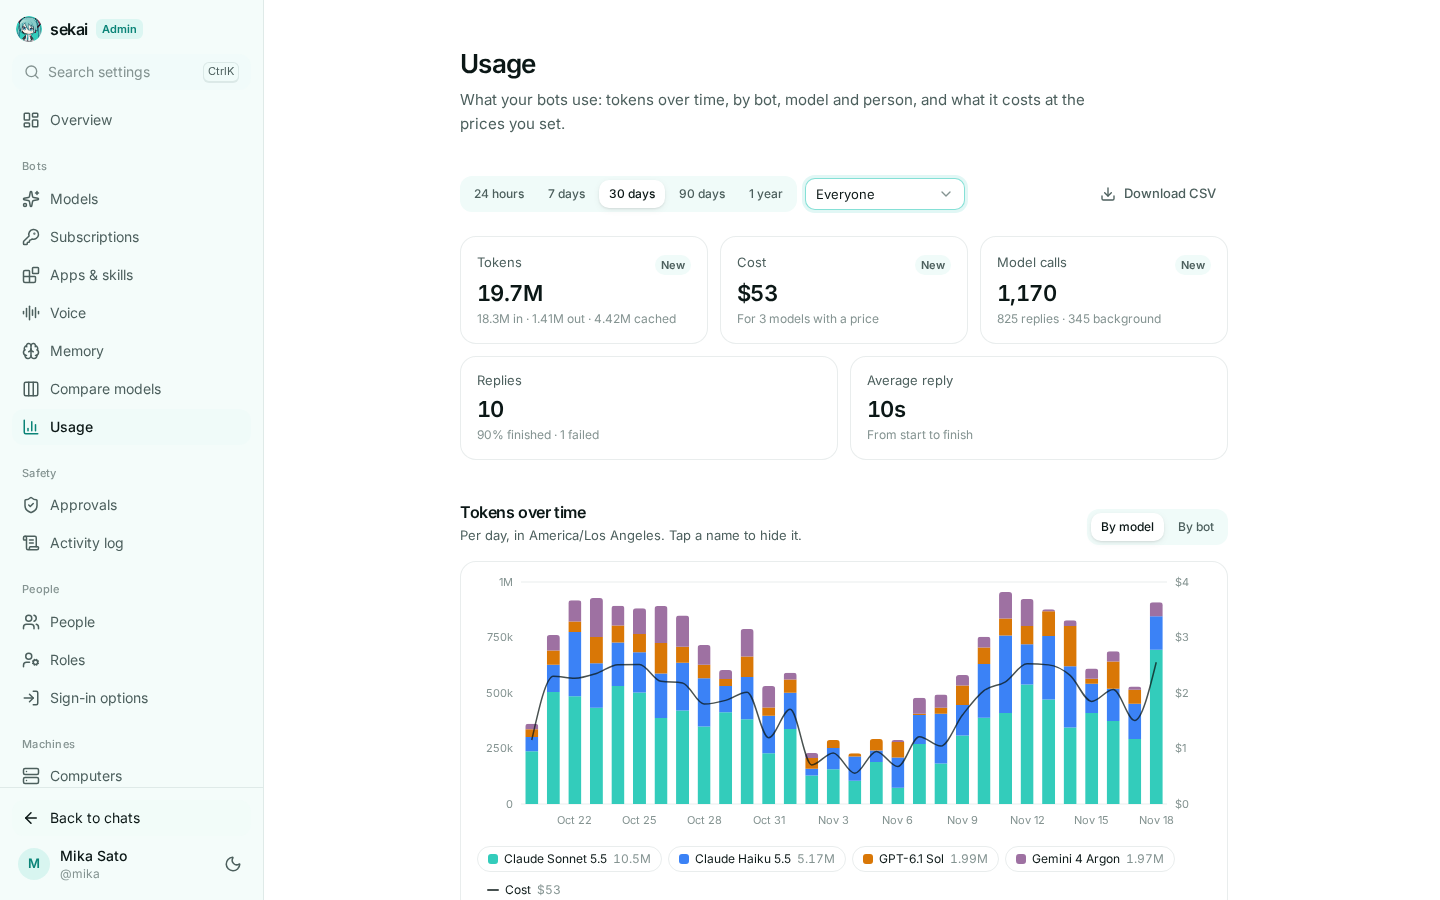 sekai Admin
Search settings CtrlK
Overview
Bots
Models
Subscriptions
Apps & skills
Voice
Memory
Compare models
Usage
Safety
Approvals
Activity log
People
People
Roles
Sign-in options
Machines
Computers
Back to chats
M Mika Sato
@mika
Usage
What your bots use: tokens over time, by bot, model and person, and what it costs at the
prices you set.
24 hours 7 days 30 days 90 days 1 year Everyone Download CSV
Tokens New
19.7M
18.3M in · 1.41M out · 4.42M cached
Cost New
$53
For 3 models with a price
Model calls New
1,170
825 replies · 345 background
Replies
10
90% finished · 1 failed
Average reply
10s
From start to finish
Tokens over time
Per day, in America/Los Angeles. Tap a name to hide it.
By model By bot
1M $4
750k $3
500k $2
250k $1
0 $0
Oct 22 Oct 25 Oct 28 Oct 31 Nov 3 Nov 6 Nov 9 Nov 12 Nov 15 Nov 18
Claude Sonnet 5.5 10.5M Claude Haiku 5.5 5.17M GPT-6.1 Sol 1.99M Gemini 4 Argon 1.97M
Cost $53